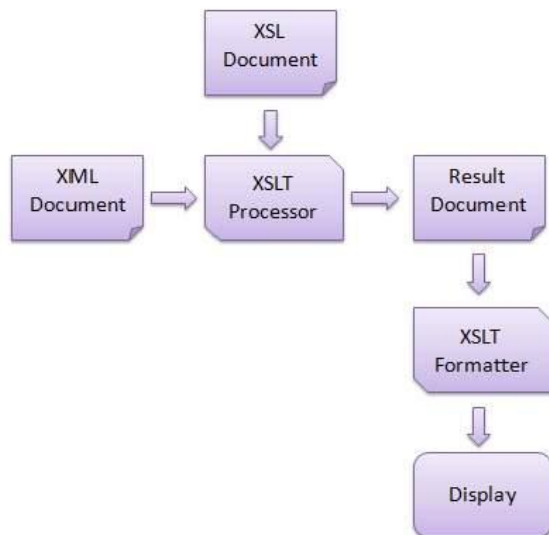 XSL
Document
XML
Document
XSLT
Processor
Result
Document
XSLT
Formatter
Display